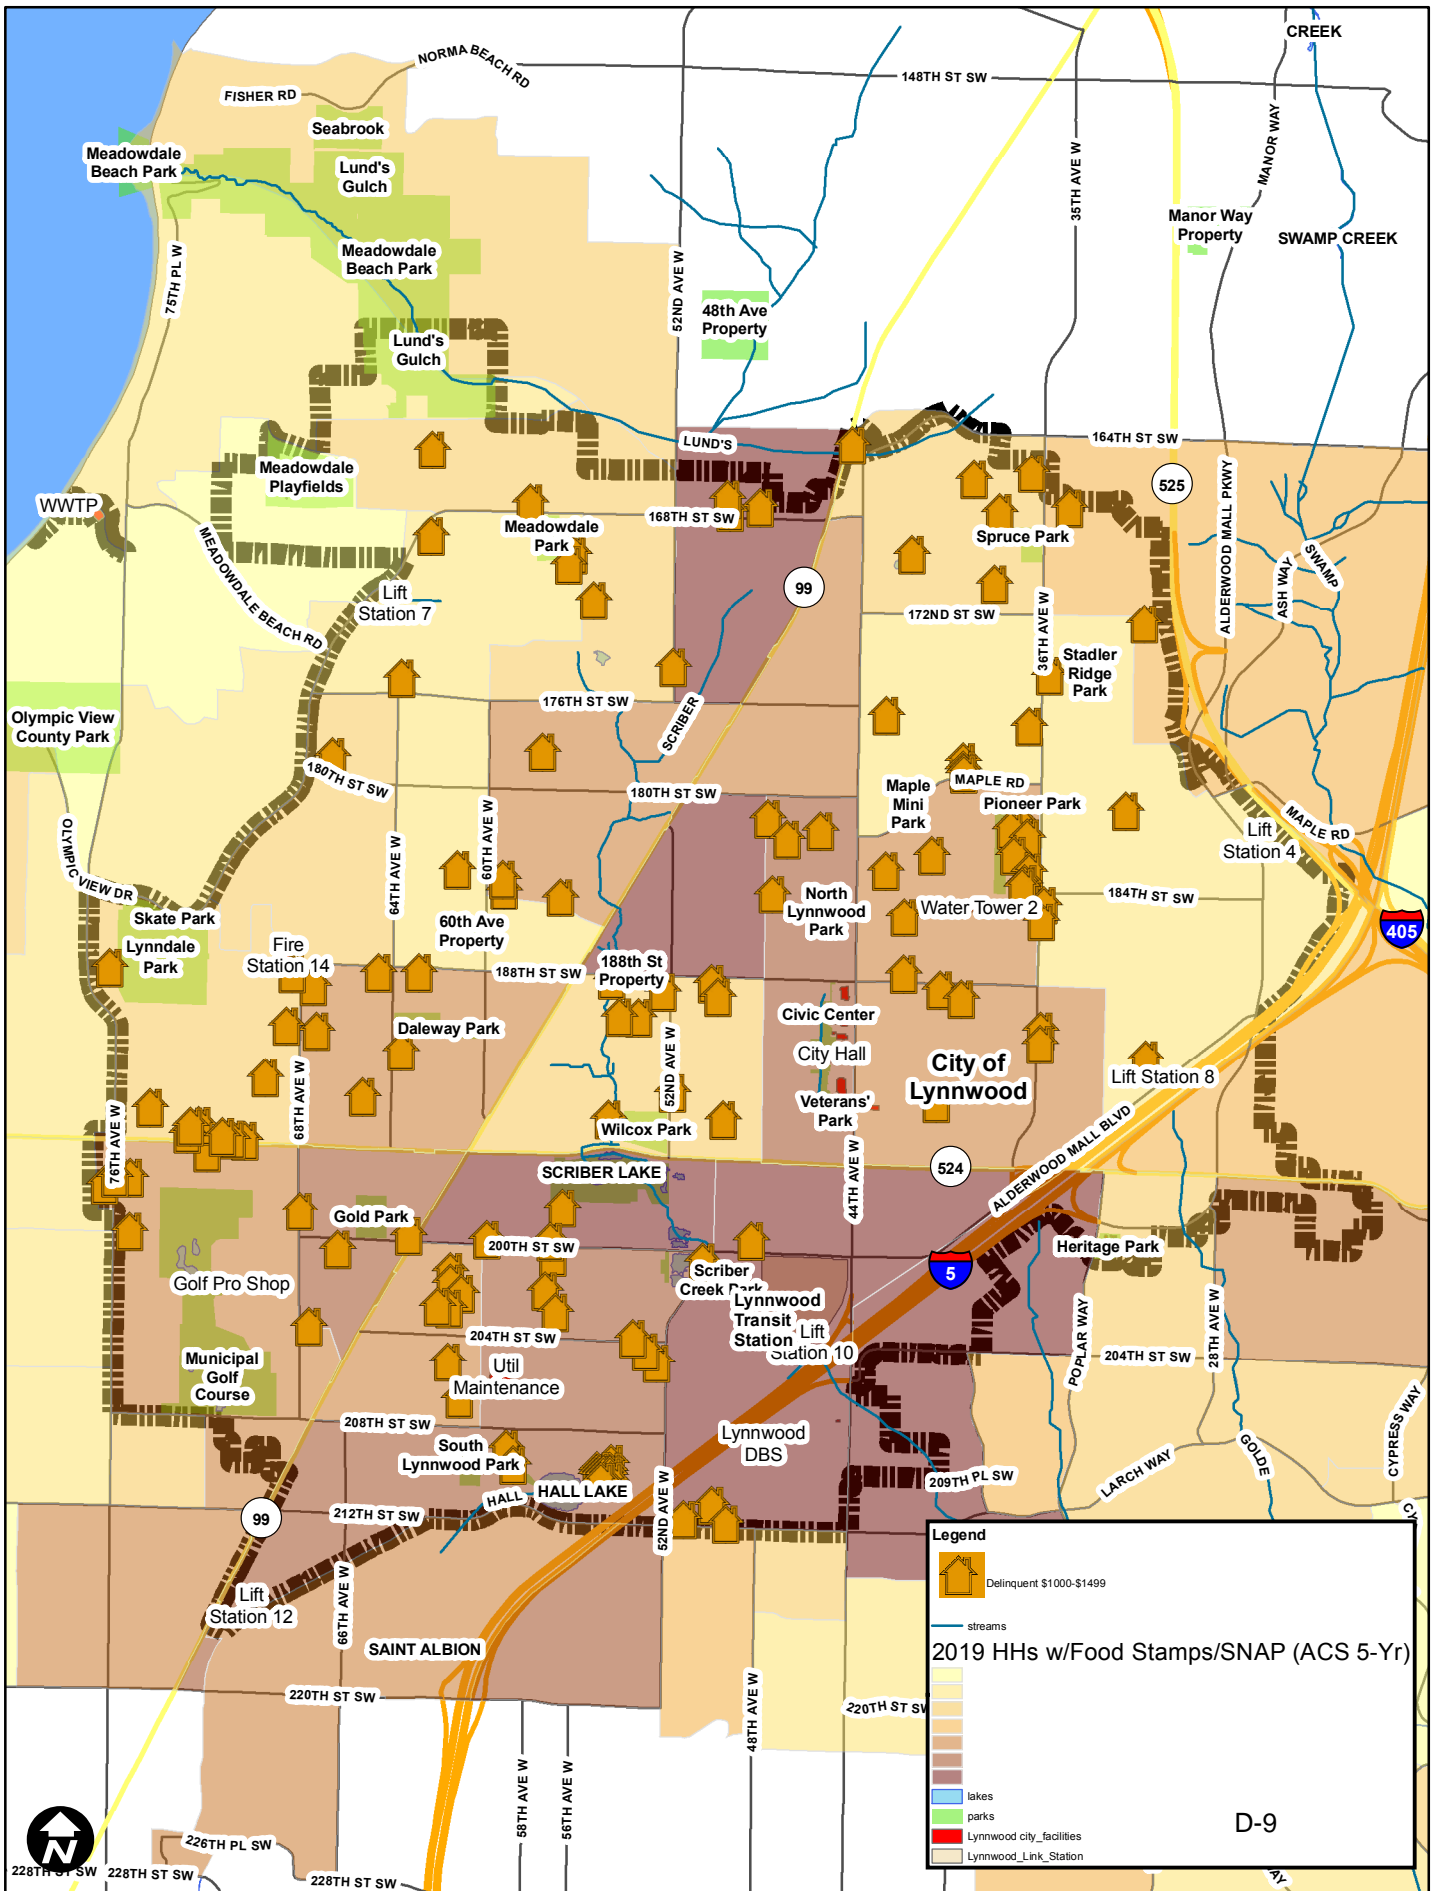 CREEK
NORMA BEACH RD
148TH ST SW
FISHER RD
Seabrook
MANOR WAY
Meadowdale
Beach Park
Lund's
Gulch
35TH AVE W
Manor Way
Property
SWAMP CREEK
75TH PL W
Meadowdale
Beach Park
52ND AVE W
48th Ave
Property
Lund's
Gulch
LUND'S
164TH ST SW
Meadowdale
Playfields
525
WWTP
168TH ST SW
Meadowdale
Park
Spruce Park
ALDERWOOD MALL PKWY
SWAMP
ASH WAY
MEADOWDALE BEACH RD
Lift
Station 7
99
172ND ST SW
36TH AVE W
Stadler
Ridge
Park
176TH ST SW
SCRIBER
Olympic View
County Park
180TH ST SW
180TH ST SW
MAPLE RD
Maple
Mini
Park
Pioneer Park
MAPLE RD
Lift
Station 4
OLYMPIC VIEW DR
64TH AVE W
60TH AVE W
184TH ST SW
Skate Park
Lynndale
Park
60th Ave
Property
North
Lynnwood
Park
Water Tower 2
405
Fire
Station 14
188TH ST SW
188th St
Property
Daleway Park
Civic Center
City Hall
52ND AVE W
City of
Lynnwood
Lift Station 8
68TH AVE W
76TH AVE W
Veterans'
Park
Wilcox Park
ALDERWOOD MALL BLVD
SCRIBER LAKE
524
44TH AVE W
Gold Park
200TH ST SW
Heritage Park
Golf Pro Shop
Scriber
Creek Park
5
Lynnwood
Transit
Station
Lift
Station 10
204TH ST SW
POPLAR WAY
28TH AVE W
204TH ST SW
Municipal
Golf
Course
Util
Maintenance
208TH ST SW
Lynnwood
DBS
CYPRESS WAY
South
Lynnwood Park
GOLDE
LARCH WAY
209TH PL SW
HALL LAKE
HALL
52ND AVE W
212TH ST SW
99
CY
Legend
Delinquent $1000-$1499
Lift
Station 12
66TH AVE W
streams
SAINT ALBION
2019 HHs w/Food Stamps/SNAP (ACS 5-Yr)
220TH ST SW
48TH AVE W
220TH ST SW
58TH AVE W
56TH AVE W
lakes
parks
Lynnwood city_facilities
Lynnwood_Link_Station
D-9
N
226TH PL SW
228TH ST SW
228TH ST SW
228TH ST SW
AY